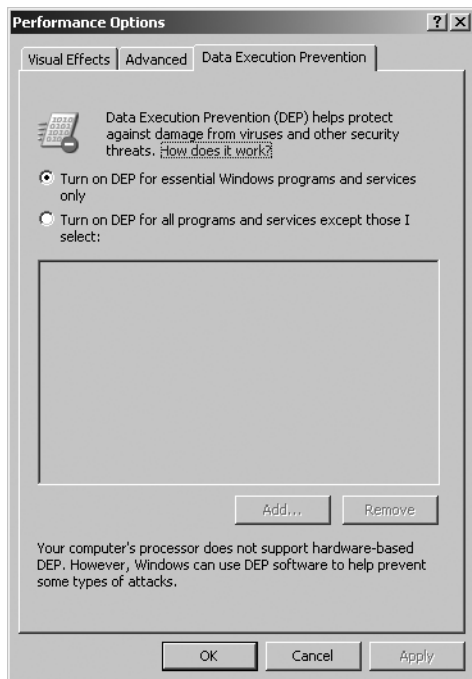 Performance Options
Visual Effects
Advanced
Data Execution Prevention
Data Execution Prevention (DEP) helps protect
against damage from viruses and other security
threats. How does it work?
Turn on DEP for essential Windows programs and services
only
Turn on DEP for all programs and services except those I
select:
Add...
Remove
Your computer's processor does not support hardware-based
DEP. However, Windows can use DEP software to help prevent
some types of attacks.
OK
Cancel
Apply